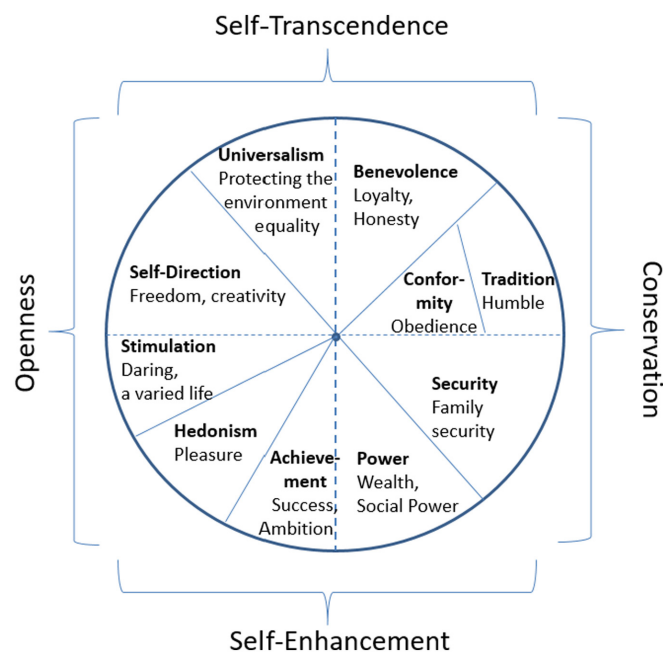 Self-Transcendence
Universalism
Protecting the
environment
equality
Benevolence
Loyalty,
Honesty
Self-Direction
Freedom, creativity
Confor-
mity
Obedience
Tradition
Humble
Openness
Conservation
Stimulation
Daring,
a varied life
Security
Family
security
Hedonism
Pleasure
Achieve-
ment
Success,
Ambition
Power
Wealth,
Social Power
Self-Enhancement